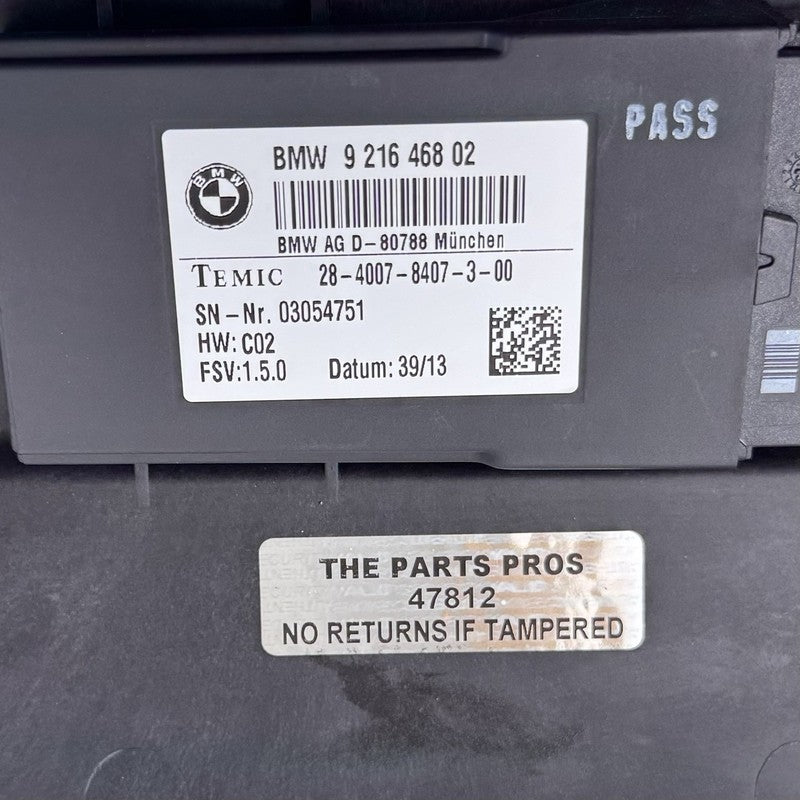 PASS
BMW 9 216 468 02
BMW
BMW AG D-80788 München
TEMIC 28-4007-8407-3-00
SN-Nr. 03054751
HW: C02
FSV:1.5.0 Datum: 39/13
THE PARTS PROS
47812
NO RETURNS IF TAMPERED